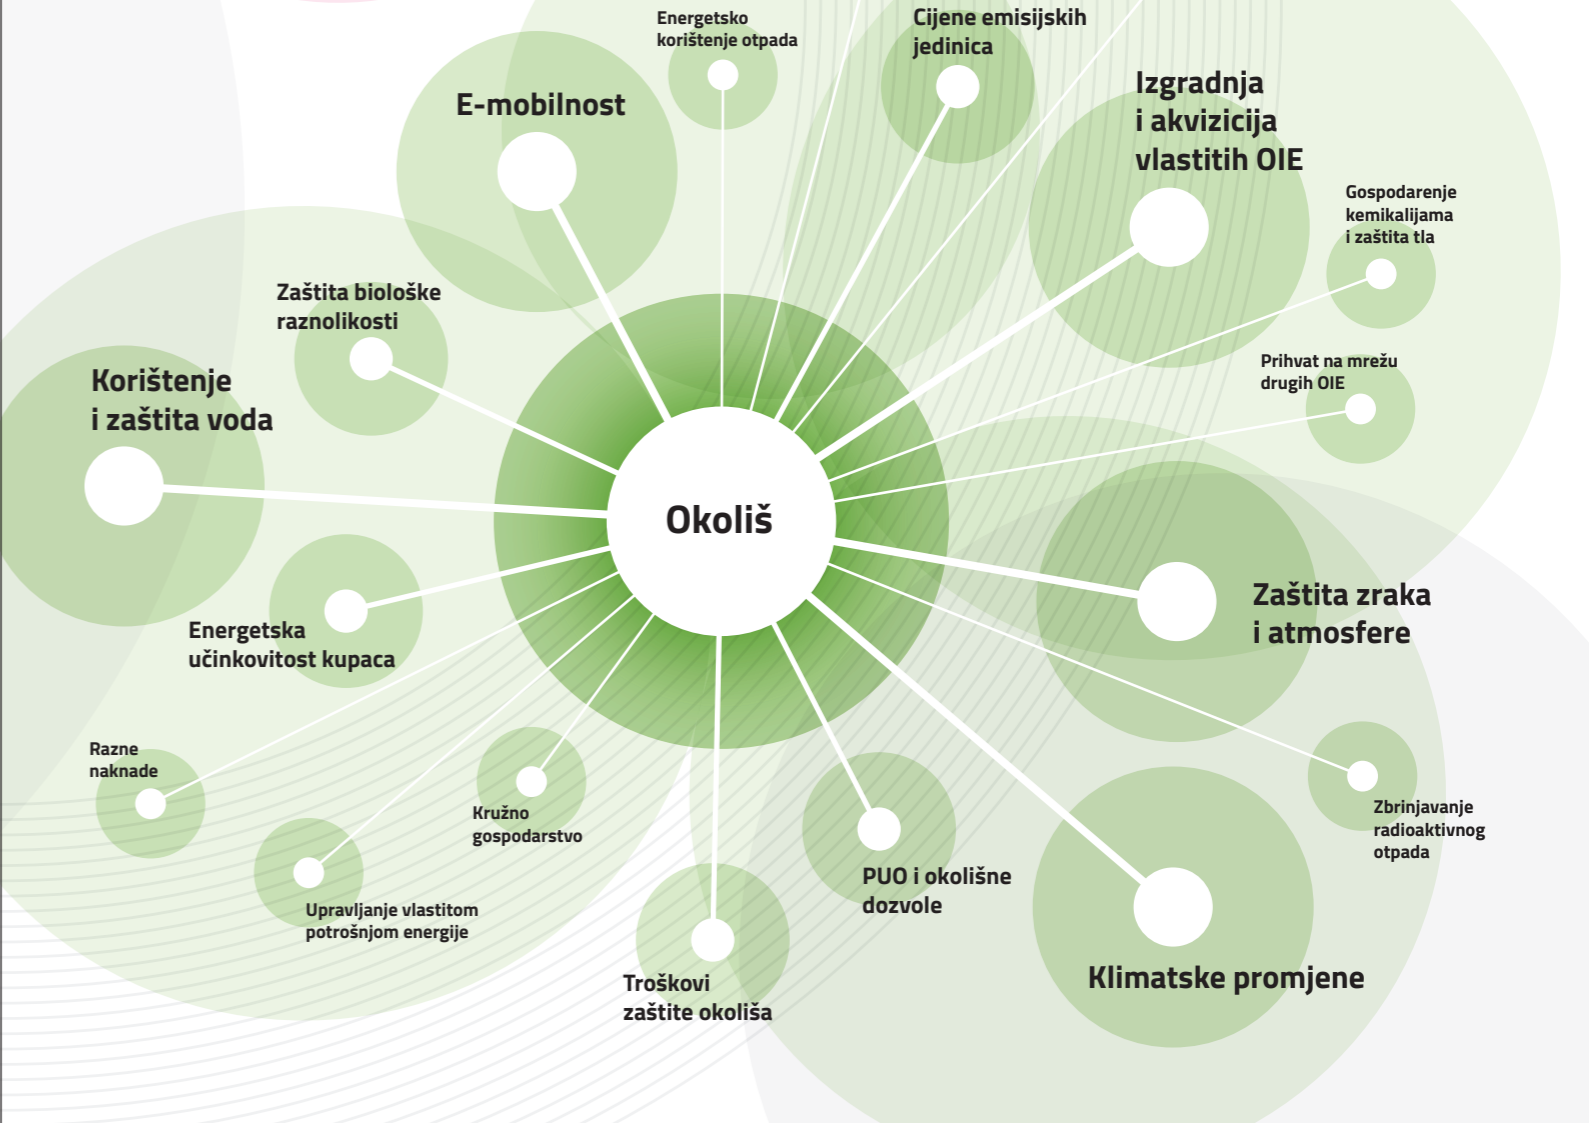 Energetsko
korištenje otpada
Cijene emisijskih
jedinica
E-mobilnost
Izgradnja
i akvizicija
vlastitih OIE
Gospodarenje
kemikalijama
i zaštita tla
Zaštita biološke
raznolikosti
Prihvat na mrežu
drugih OIE
Korištenje
i zaštita voda
Okoliš
Zaštita zraka
i atmosfere
Energetska
učinkovitost kupaca
Razne
naknade
Kružno
gospodarstvo
Zbrinjavanje
radioaktivnog
otpada
PUO i okolišne
dozvole
Upravljanje vlastitom
potrošnjom energije
Troškovi
zaštite okoliša
Klimatske promjene